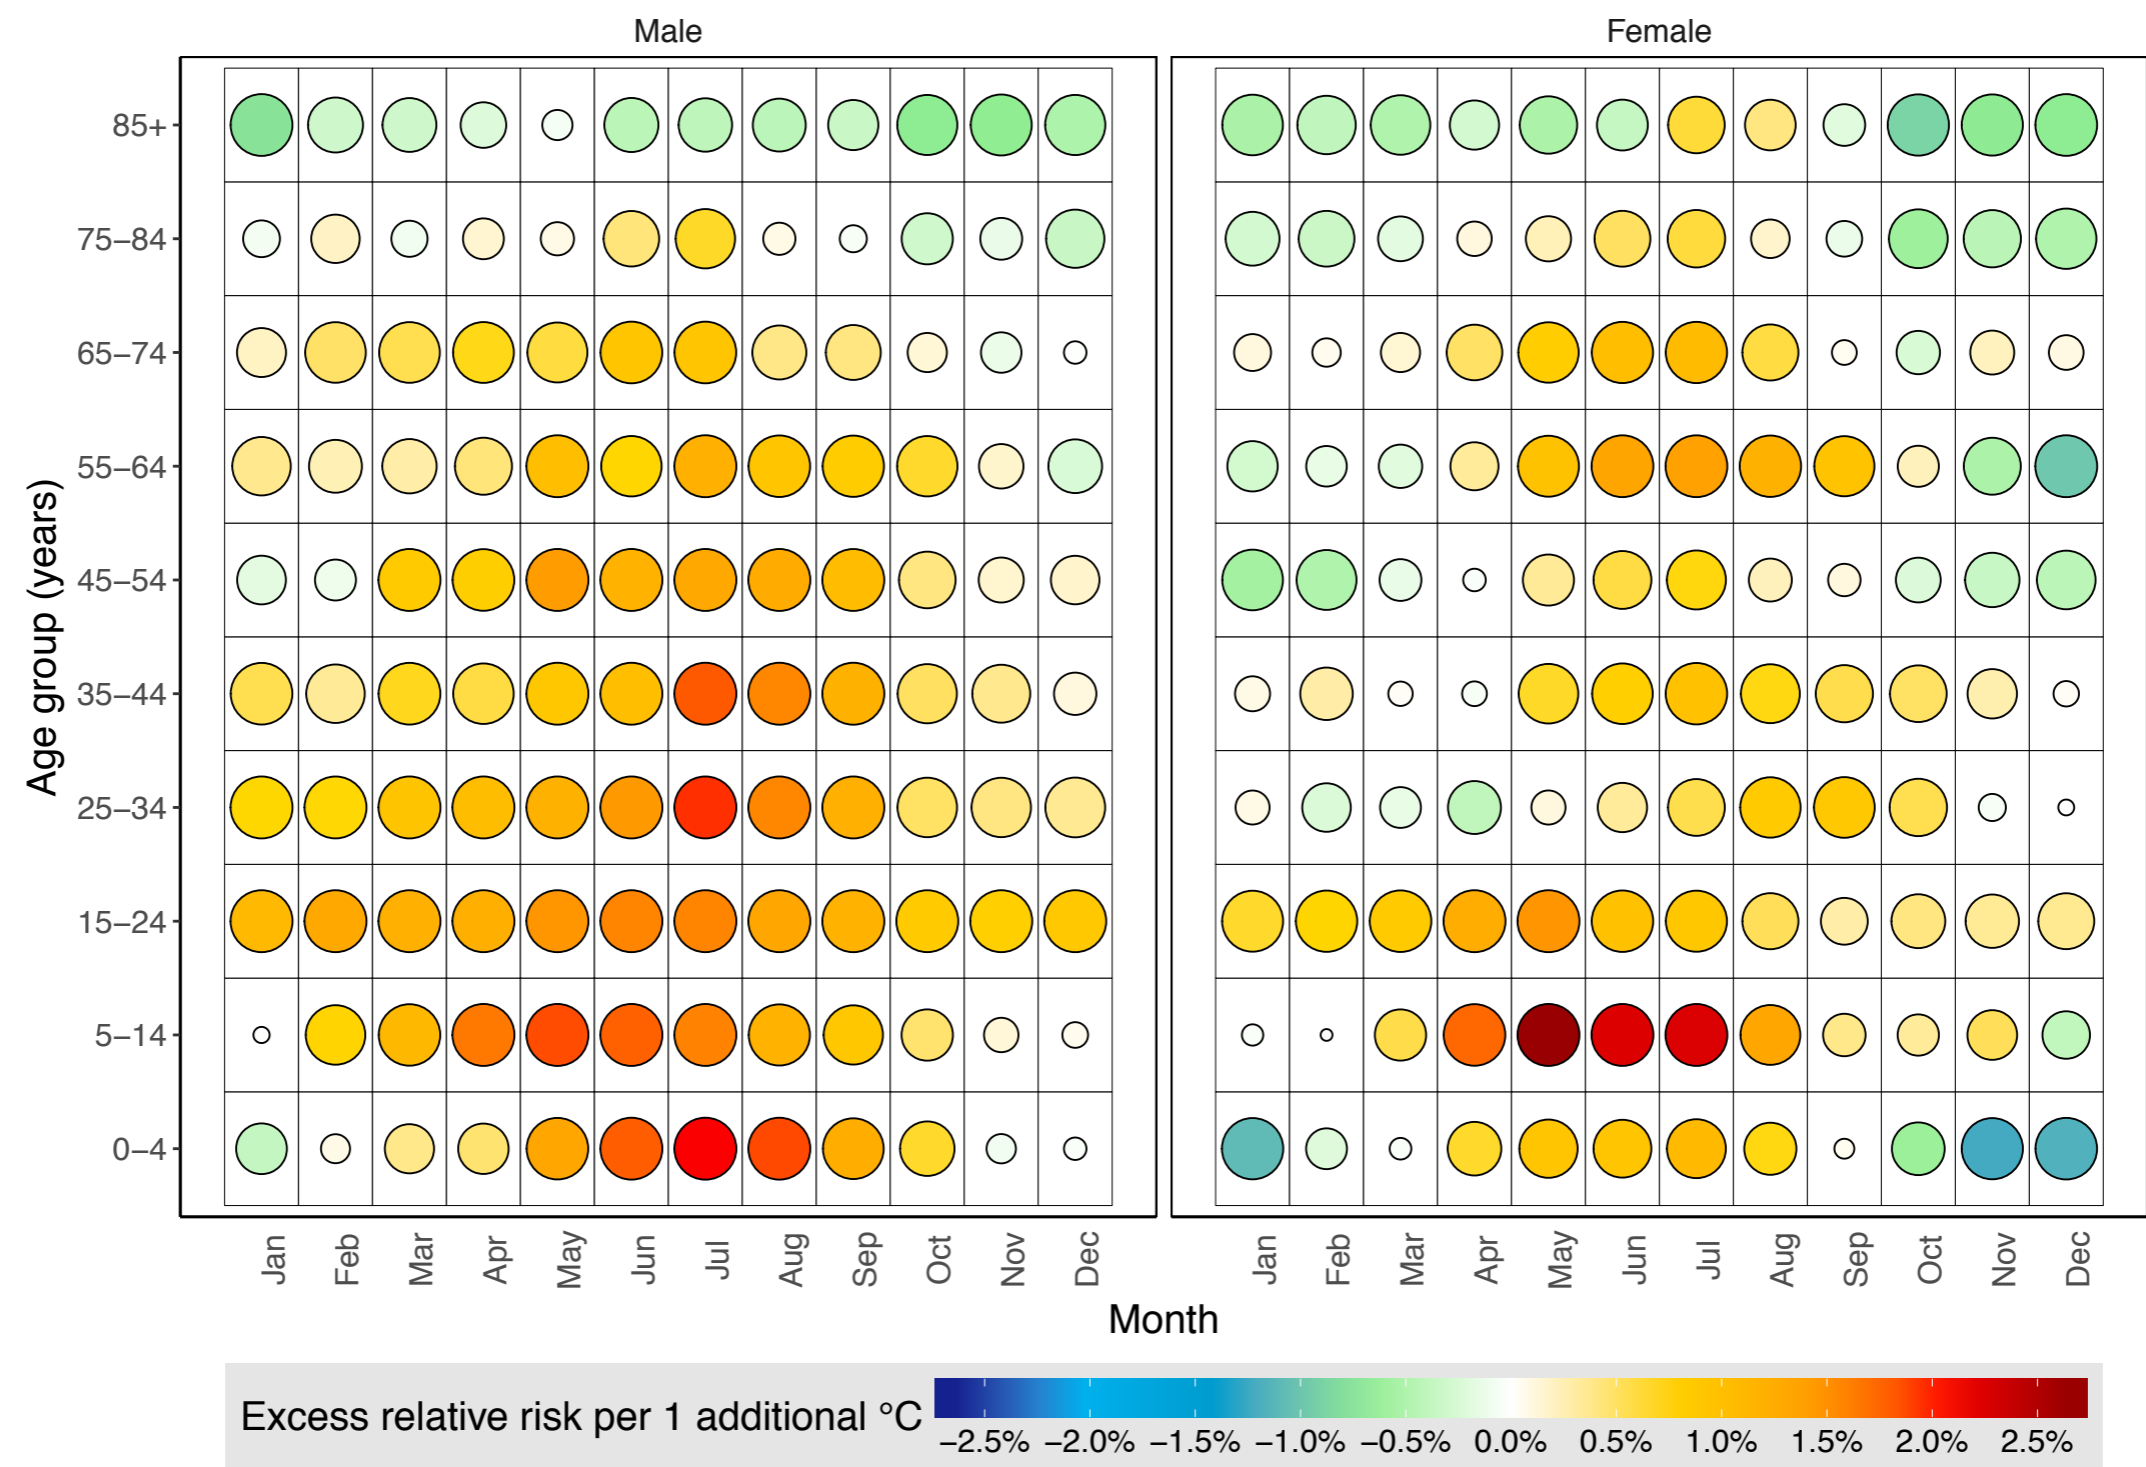 Male
Female
Age group (years)
85+
75−84
65−74
55−64
45−54
35−44
25−34
15−24
5−14
0−4
Jan Feb Mar Apr May Jun Jul Aug Sep Oct Nov Dec
Jan Feb Mar Apr May Jun Jul Aug Sep Oct Nov Dec
Month
Excess relative risk per 1 additional °C
−2.5% −2.0% −1.5% −1.0% −0.5% 0.0% 0.5% 1.0% 1.5% 2.0% 2.5%